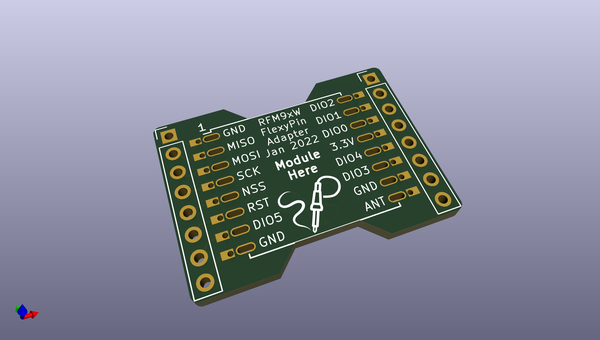 1
RFM9xW
FlexyPin
Adapter
Jan 2022
Module
Here
GND
MISO
MOSI
SCK
NSS
RST
DIO5
GND
DIO2
DIO1
DIO0
3.3V
DIO4
DIO3
GND
ANT